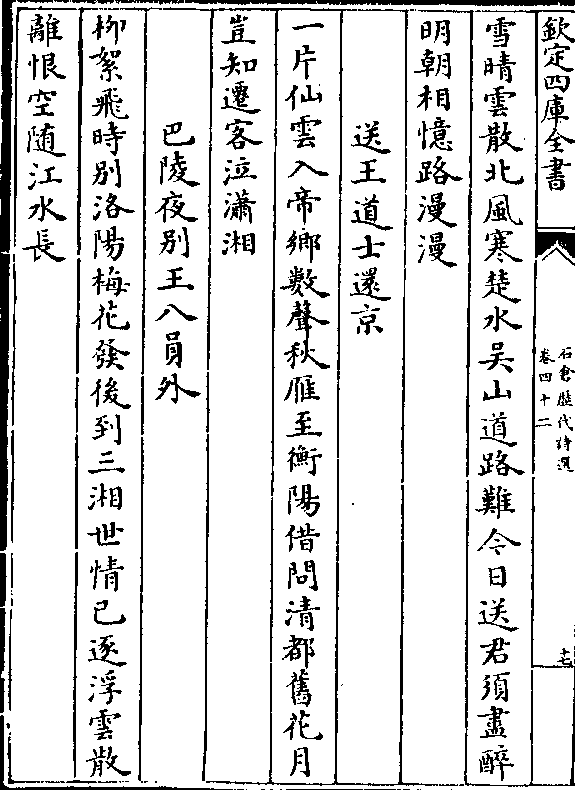 欽定四庫全書
石倉歷代詩選
卷四十二
十七
雪晴雲散北風寒楚水吳山道路難今日送君須盡醉
明朝相憶路漫漫
送王道士還京
一片仙雲入帝鄉數聲秋雁至衡陽借問清都舊花月
豈知遷客泣瀟湘
巴陵夜别王八員外
柳絮飛時别洛陽梅花發後到三湘世情已逐浮雲散
離恨空随江水長